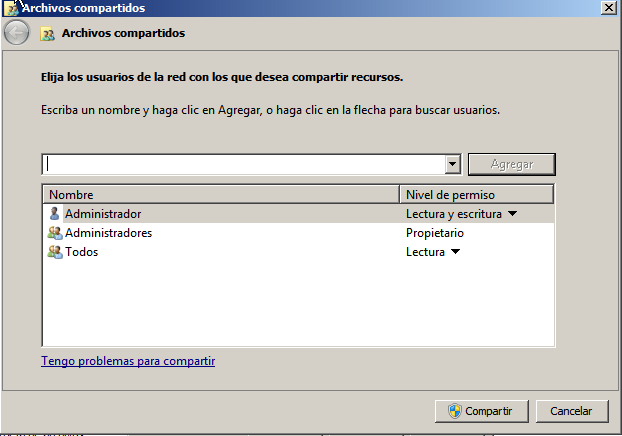 Archivos compartidos
Archivos compartidos
Elija los usuarios de la red con los que desea compartir recursos.
Escriba un nombre y haga clic en Agregar, o haga clic en la flecha para buscar usuarios.
Agregar
Nombre Nivel de permiso
Administrador Lectura y escritura
Administradores Propietario
Todos Lectura
Tengo problemas para compartir
Compartir Cancelar